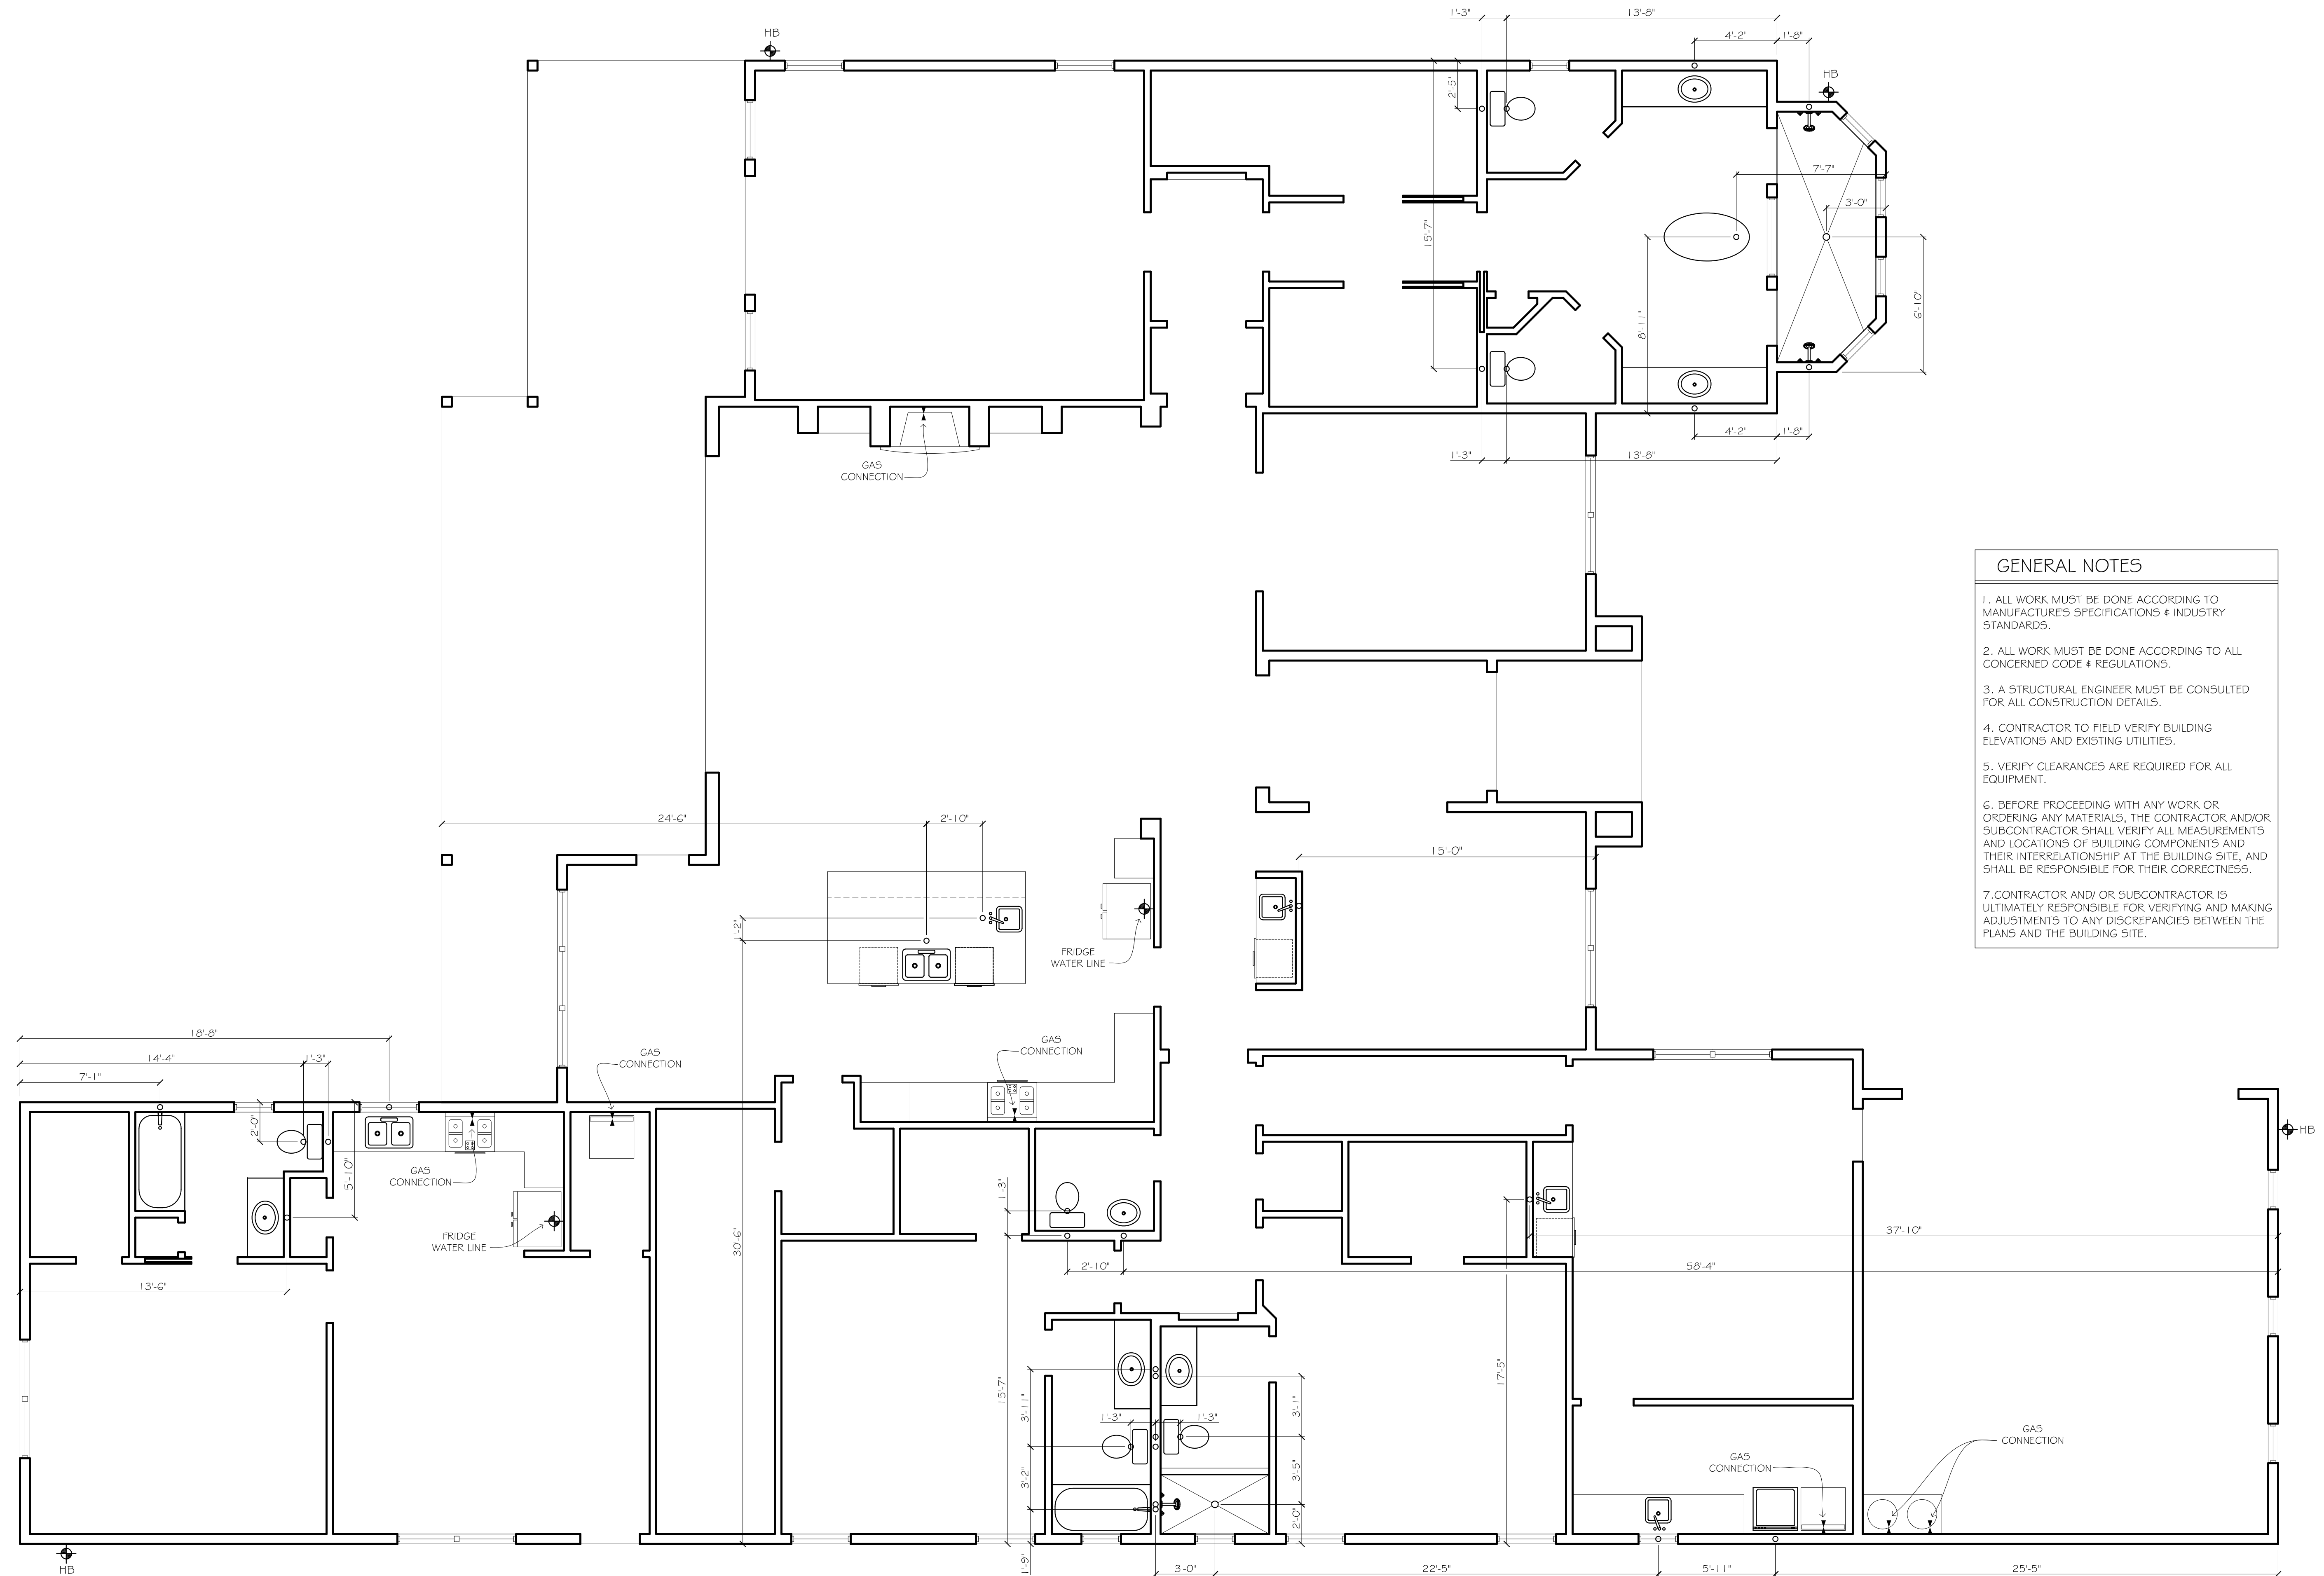 1'-3"
13'-8"
HB
4'-2"
1'-8"
HB
2'-5"
7'-7"
3'-0"
15'-7"
8'-11"
6'-10"
4'-2"
1'-8"
1'-3"
13'-8"
GAS
CONNECTION
GENERAL NOTES
1. ALL WORK MUST BE DONE ACCORDING TO
MANUFACTURE'S SPECIFICATIONS & INDUSTRY
STANDARDS.
2. ALL WORK MUST BE DONE ACCORDING TO ALL
CONCERNED CODE & REGULATIONS.
3. A STRUCTURAL ENGINEER MUST BE CONSULTED
FOR ALL CONSTRUCTION DETAILS.
4. CONTRACTOR TO FIELD VERIFY BUILDING
ELEVATIONS AND EXISTING UTILITIES.
5. VERIFY CLEARANCES ARE REQUIRED FOR ALL
EQUIPMENT.
6. BEFORE PROCEEDING WITH ANY WORK OR
ORDERING ANY MATERIALS, THE CONTRACTOR AND/OR
SUBCONTRACTOR SHALL VERIFY ALL MEASUREMENTS
AND LOCATIONS OF BUILDING COMPONENTS AND
THEIR INTERRELATIONSHIP AT THE BUILDING SITE, AND
SHALL BE RESPONSIBLE FOR THEIR CORRECTNESS.
7.CONTRACTOR AND/ OR SUBCONTRACTOR IS
ULTIMATELY RESPONSIBLE FOR VERIFYING AND MAKING
ADJUSTMENTS TO ANY DISCREPANCIES BETWEEN THE
PLANS AND THE BUILDING SITE.
24'-6"
2'-10"
15'-0"
1'-2"
FRIDGE
WATER LINE
18'-8"
14'-4"
1'-3"
7'-1"
GAS
CONNECTION
GAS
CONNECTION
2'-0"
5'-10"
GAS
CONNECTION
HB
1'-3"
FRIDGE
WATER LINE
30'-6"
37'-10"
2'-10"
58'-4"
13'-6"
15'-7"
17'-5"
3'-11"
1'-3"
1'-3"
3'-1"
GAS
CONNECTION
GAS
CONNECTION
3'-2"
3'-5"
2'-0"
1'-9"
HB
3'-0"
22'-5"
5'-11"
25'-5"